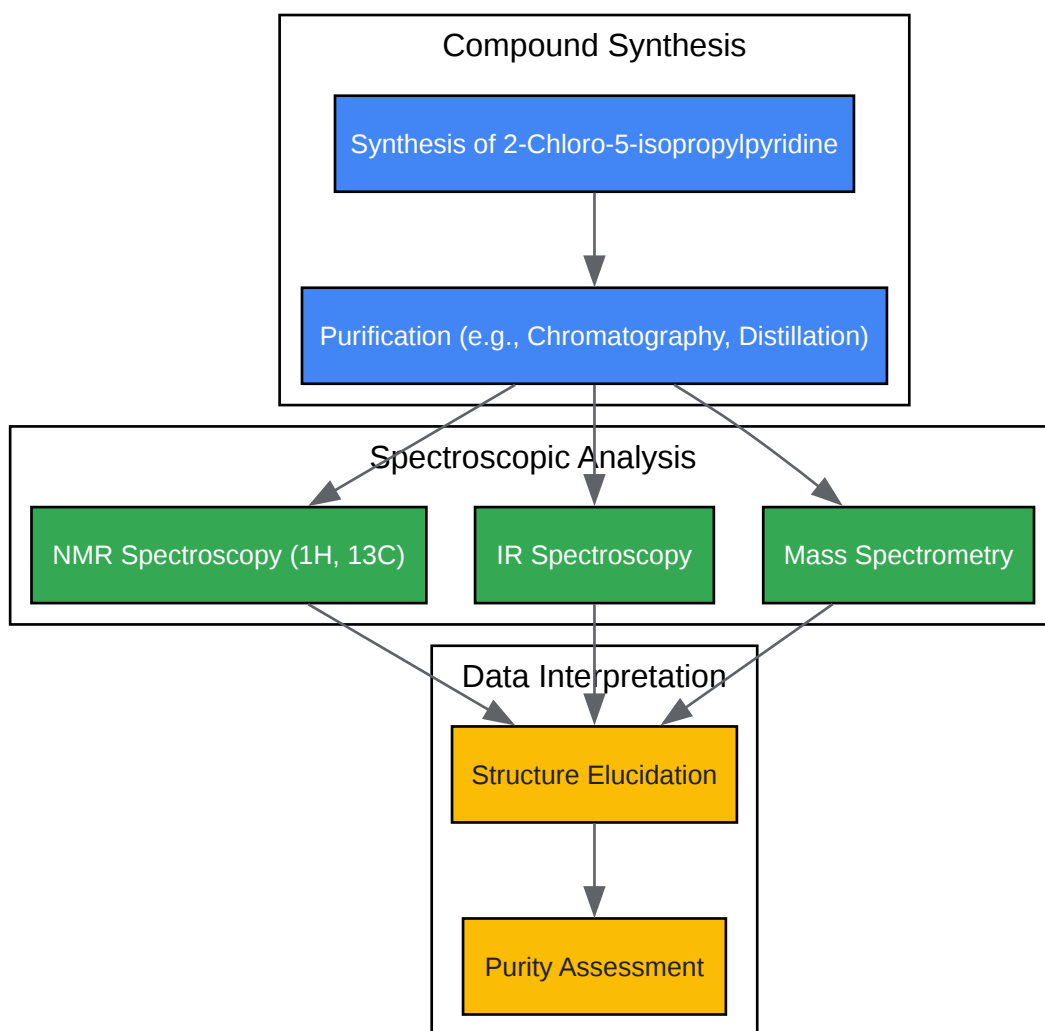 Compound Synthesis
Synthesis of 2-Chloro-5-isopropylpyridine
Purification (e.g., Chromatography, Distillation)
Spectroscopic Analysis
NMR Spectroscopy (1H, 13C)
IR Spectroscopy
Mass Spectrometry
Data Interpretation
Structure Elucidation
Purity Assessment